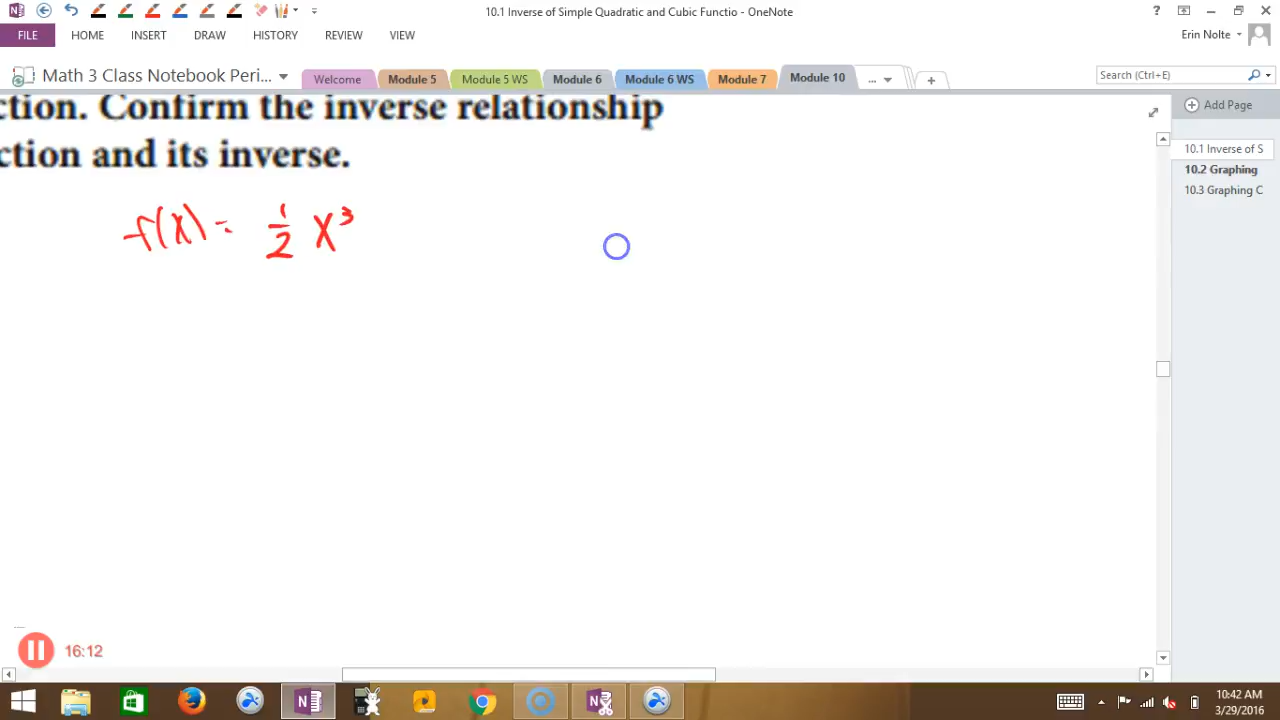 10.1 Inverse of Simple Quadratic and Cubic Functio - OneNote
FILE HOME INSERT DRAW HISTORY REVIEW VIEW
Erin Nolte
Math 3 Class Notebook Peri... Welcome Module 5 Module 5 WS Module 6 Module 6 WS Module 7 Module 10 ...
Search (Ctrl+E)
ction. Confirm the inverse relationship
ction and its inverse.
f(x) = 1/2 x³
Add Page
10.1 Inverse of S
10.2 Graphing
10.3 Graphing C
16:12
10:42 AM
3/29/2016